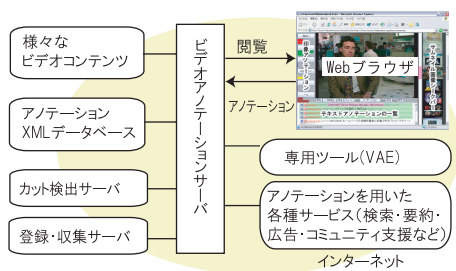 様々な
ビデオコンテンツ
アノテーション
XMLデータベース
カット検出サーバ
登録・収集サーバ
ビデオアノテーションサーバ
閲覧
アノテーション
Webブラウザ
テキストアノテーションの一覧
専用ツール(VAE)
アノテーションを用いた
各種サービス(検索・要約・
広告・コミュニティ支援など)
インターネット